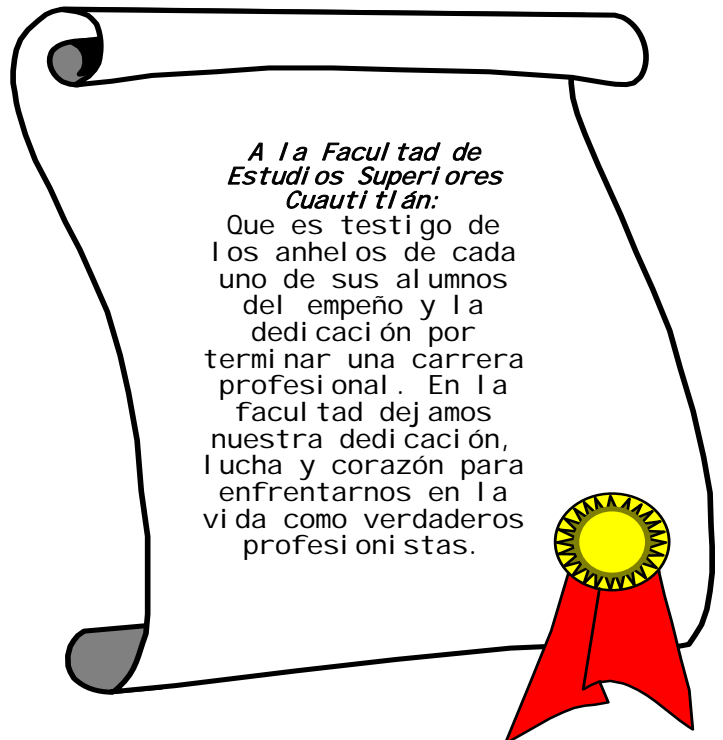 A la Facultad de
Estudios Superiores
Cuautitlán:
Que es testigo de
los anhelos de cada
uno de sus alumnos
del empeño y la
dedicación por
terminar una carrera
profesional. En la
facultad dejamos
nuestra dedicación,
lucha y corazón para
enfrentarnos en la
vida como verdaderos
profesionistas.